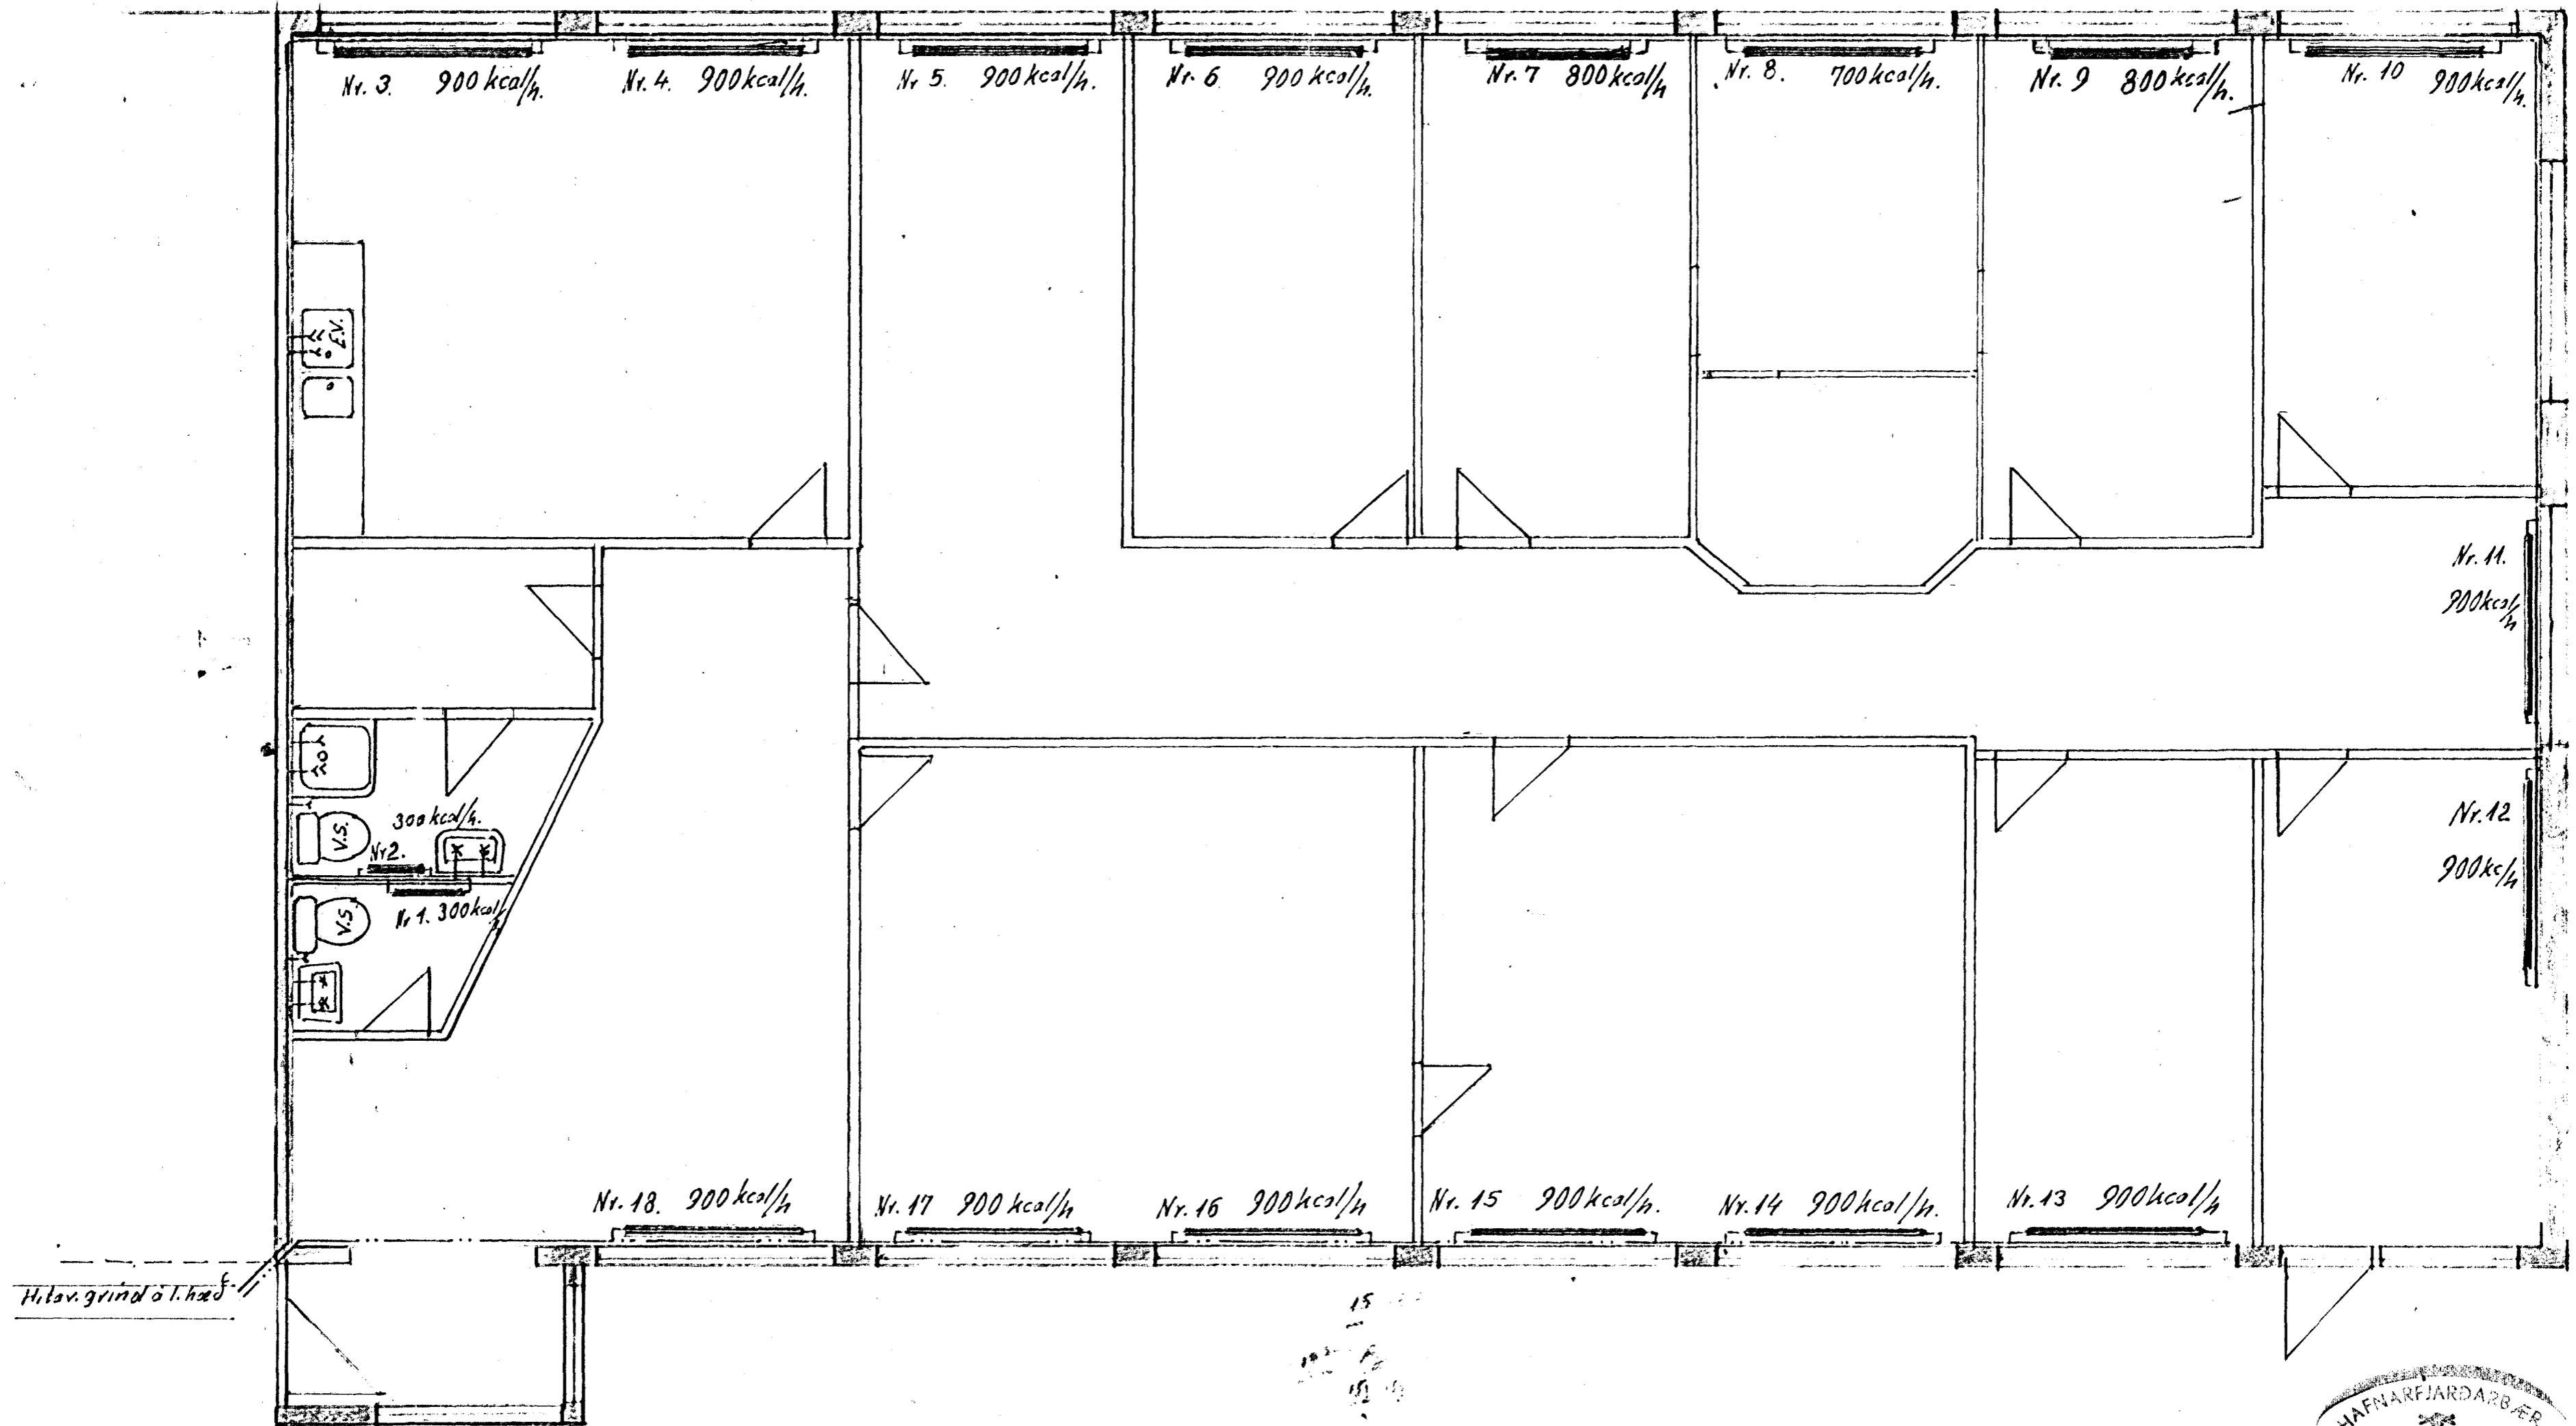 Nr. 3. 900 kcal/h.
Nr. 4. 900 kcal/h.
Nr 5. 900 kcal/h.
Nr. 6 900 kcal/h.
Nr. 7 800 kcal/h
Nr. 8. 700 kcal/h.
Nr. 9 800 kcal/h.
Nr. 10 900 kcal/h.
E.V.
Nr. 11.
900 kcal/h
300 kcal/h.
V.S.
Nr 2.
Nr. 12
900 kc/h
V.S.
Nr 1. 300 kcal/
Nr. 18. 900 kcal/h
Nr. 17 900 kcal/h
Nr. 16 900 kcal/h
Nr. 15 900 kcal/h.
Nr. 14 900 kcal/h.
Nr. 13 900 kcal/h
Hitav. grind á 1. hæð
15
HAFNARFJARÐARBÆR